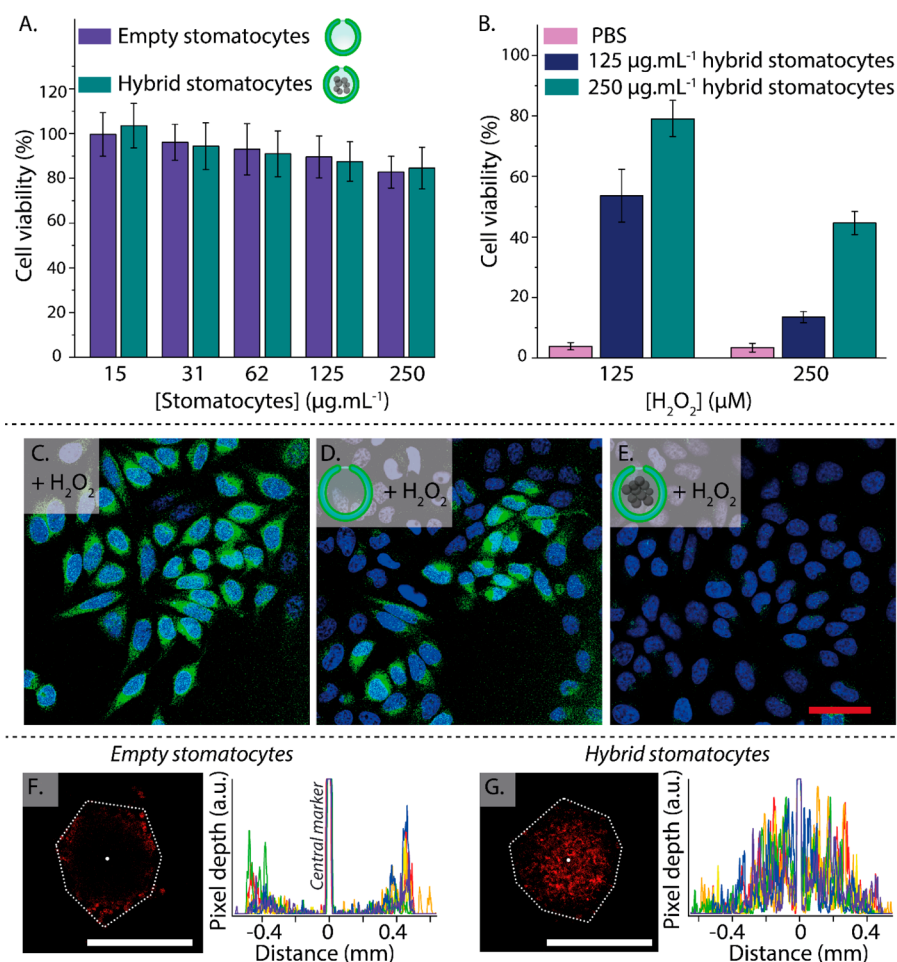 A.
Empty stomatocytes
Hybrid stomatocytes
Cell viability (%)
120
100
80
60
40
20
0
15 31 62 125 250
[Stomatocytes] (µg.mL⁻¹)
B.
PBS
125 µg.mL⁻¹ hybrid stomatocytes
250 µg.mL⁻¹ hybrid stomatocytes
Cell viability (%)
100
80
60
40
20
0
125 250
[H₂O₂] (µM)
C.
+ H₂O₂
D.
+ H₂O₂
E.
+ H₂O₂
Empty stomatocytes
F.
Pixel depth (a.u.)
Central marker
-0.4 0 0.4
Distance (mm)
Hybrid stomatocytes
G.
Pixel depth (a.u.)
-0.4 0 0.4
Distance (mm)